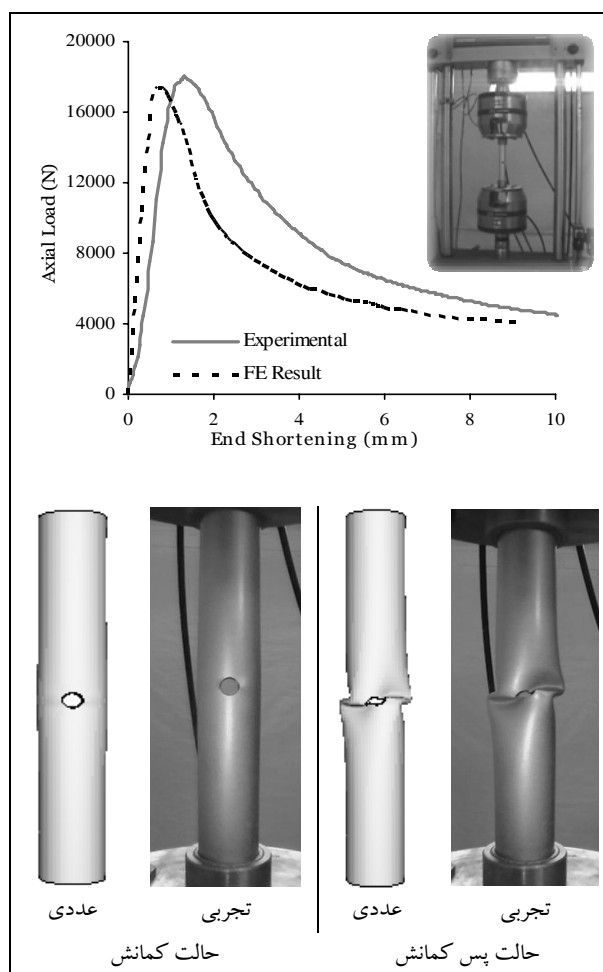 20000
16000
12000
8000
4000
0
Axial Load (N)
Experimental
FE Result
0 2 4 6 8 10
End Shortening (mm)
عددی تجربی عددی تجربی
حالت کمانش حالت پس کمانش